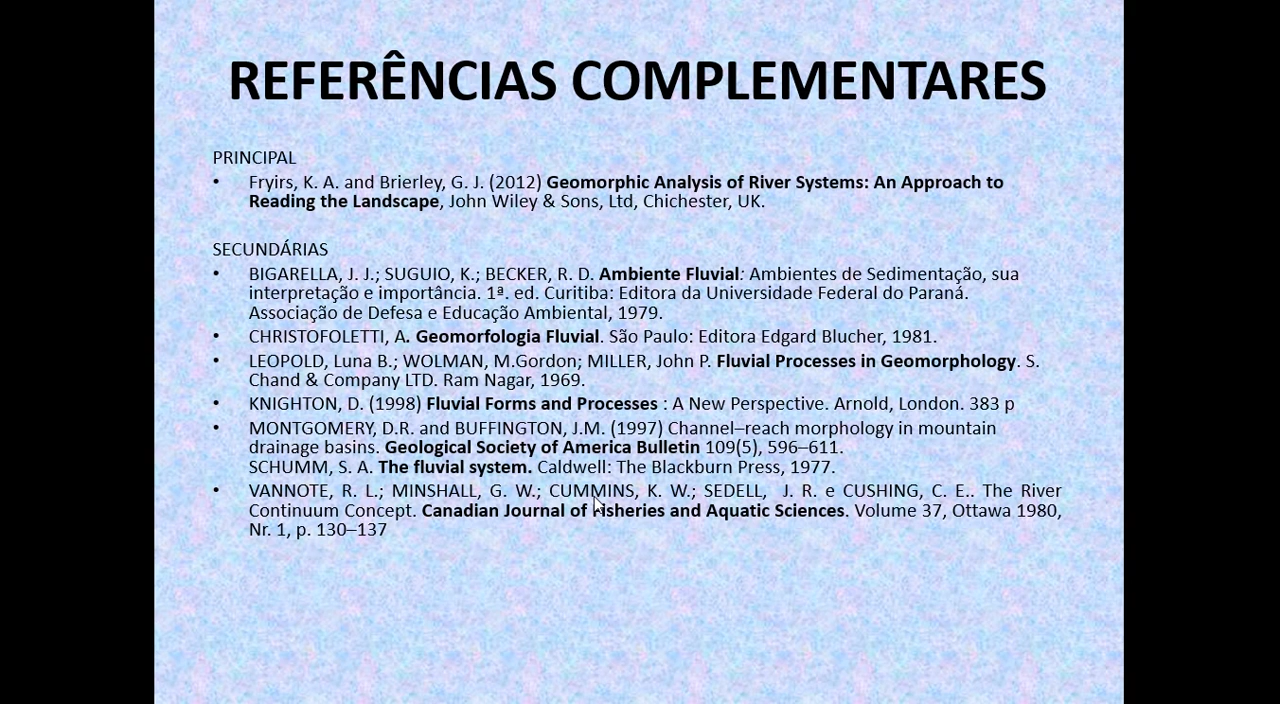 REFERÊNCIAS COMPLEMENTARES
PRINCIPAL
• Fryirs, K. A. and Brierley, G. J. (2012) Geomorphic Analysis of River Systems: An Approach to
Reading the Landscape, John Wiley & Sons, Ltd, Chichester, UK.
SECUNDÁRIAS
• BIGARELLA, J. J.; SUGUIO, K.; BECKER, R. D. Ambiente Fluvial: Ambientes de Sedimentação, sua
interpretação e importância. 1ª. ed. Curitiba: Editora da Universidade Federal do Paraná.
Associação de Defesa e Educação Ambiental, 1979.
• CHRISTOFOLETTI, A. Geomorfologia Fluvial. São Paulo: Editora Edgard Blucher, 1981.
• LEOPOLD, Luna B.; WOLMAN, M.Gordon; MILLER, John P. Fluvial Processes in Geomorphology. S.
Chand & Company LTD. Ram Nagar, 1969.
• KNIGHTON, D. (1998) Fluvial Forms and Processes : A New Perspective. Arnold, London. 383 p
• MONTGOMERY, D.R. and BUFFINGTON, J.M. (1997) Channel–reach morphology in mountain
drainage basins. Geological Society of America Bulletin 109(5), 596–611.
SCHUMM, S. A. The fluvial system. Caldwell: The Blackburn Press, 1977.
• VANNOTE, R. L.; MINSHALL, G. W.; CUMMINS, K. W.; SEDELL, J. R. e CUSHING, C. E.. The River
Continuum Concept. Canadian Journal of Fisheries and Aquatic Sciences. Volume 37, Ottawa 1980,
Nr. 1, p. 130–137